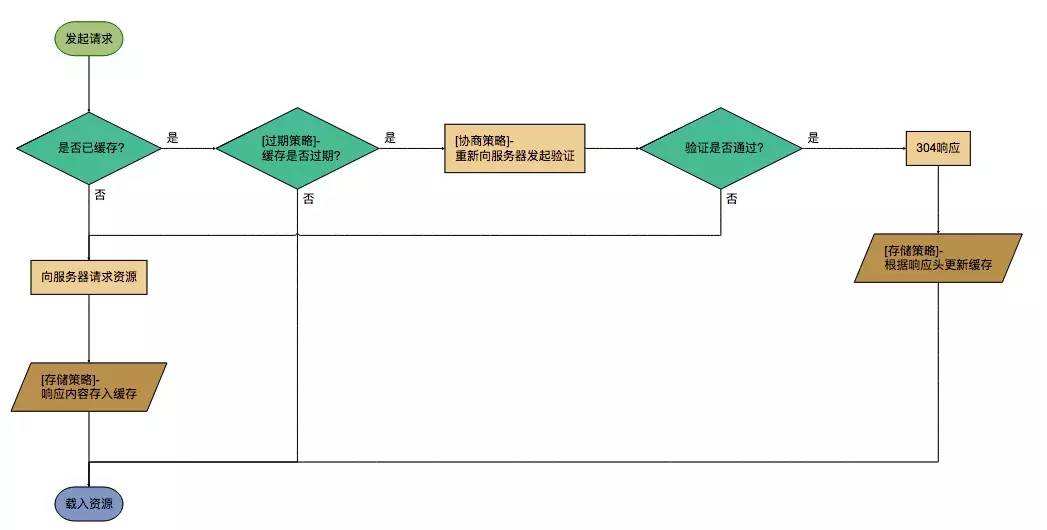 发起请求
是否已缓存?
是
[过期策略]-
缓存是否过期?
是
[协商策略]-
重新向服务器发起验证
验证是否通过?
是
304响应
否
否
否
[存储策略]-
根据响应头更新缓存
向服务器请求资源
[存储策略]-
响应内容存入缓存
载入资源